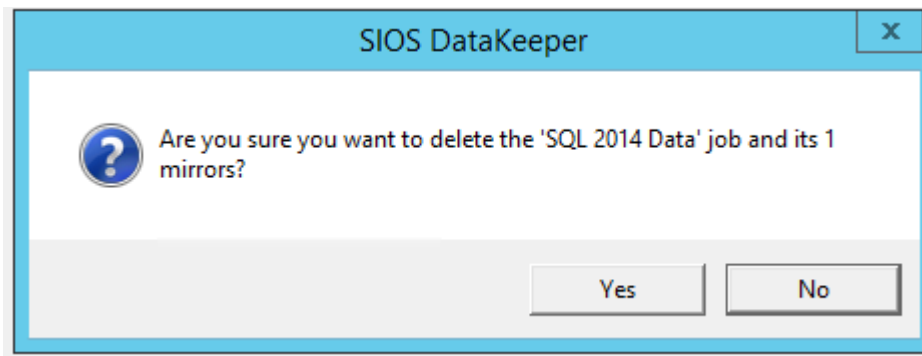 SIOS DataKeeper
x
Are you sure you want to delete the 'SQL 2014 Data' job and its 1
mirrors?
Yes No